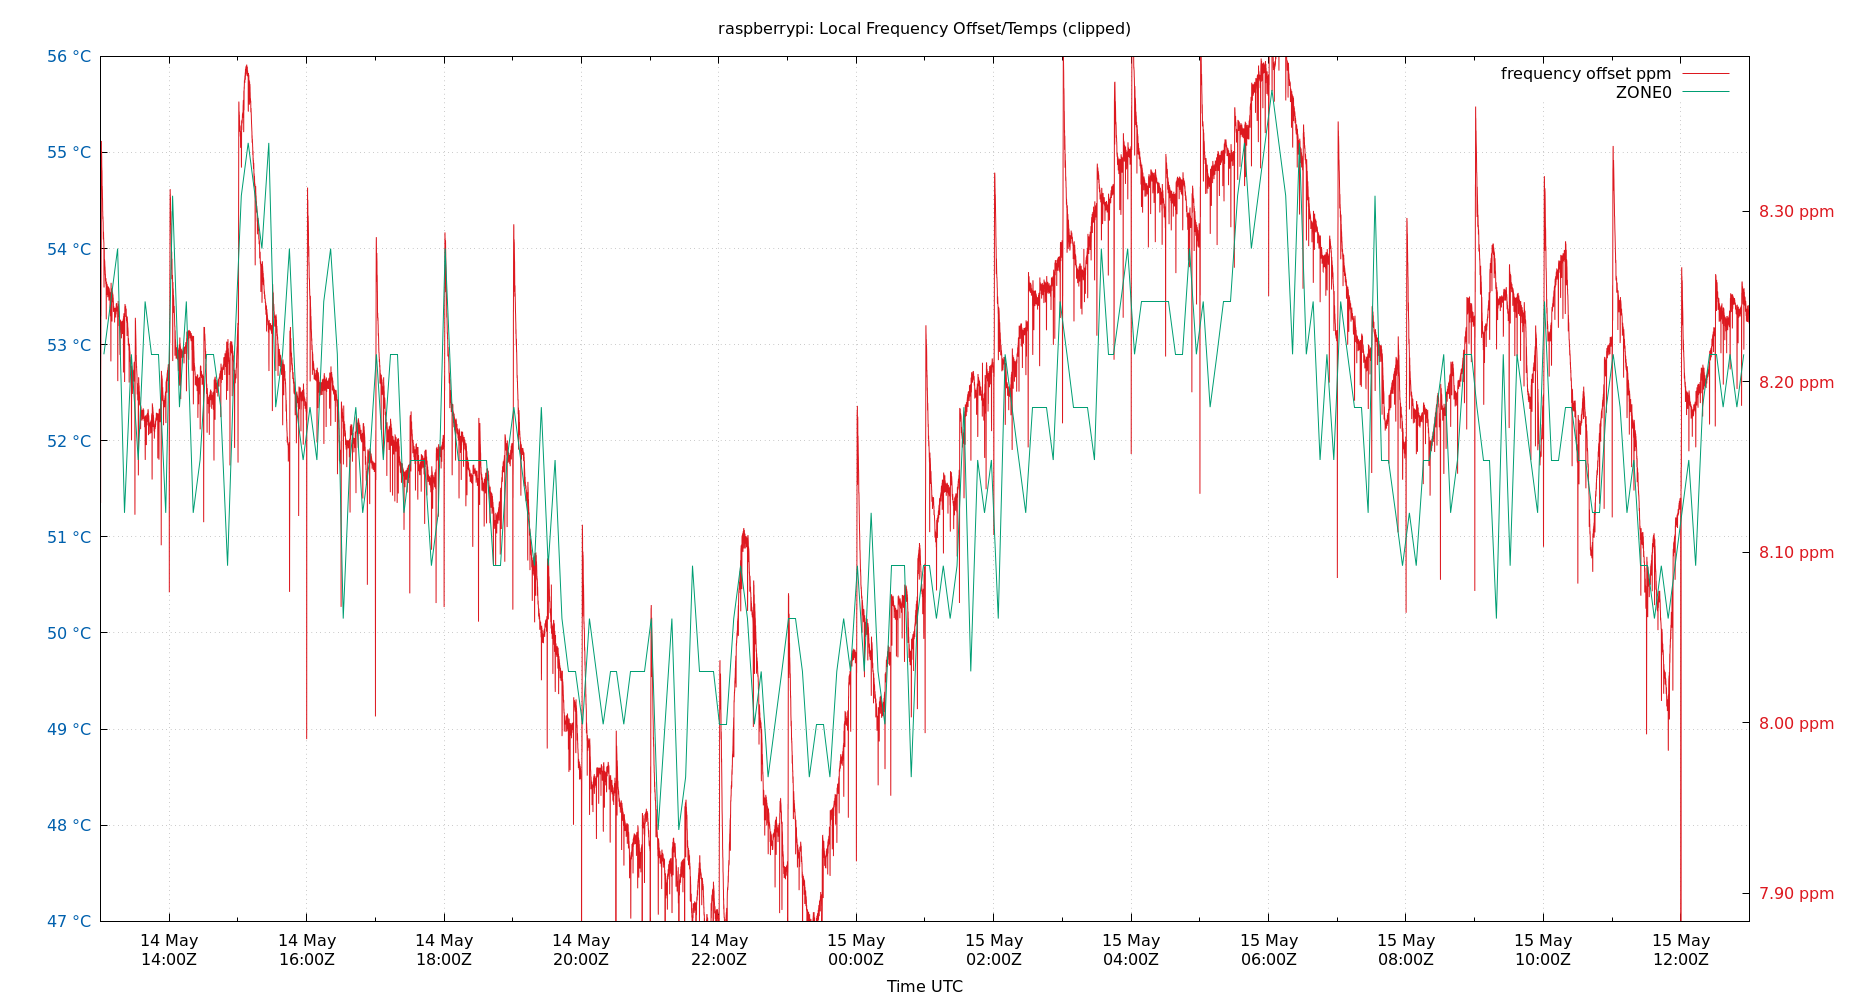 raspberrypi: Local Frequency Offset/Temps (clipped)
frequency offset ppm
ZONE0
56 °C
55 °C
54 °C
53 °C
52 °C
51 °C
50 °C
49 °C
48 °C
47 °C
8.30 ppm
8.20 ppm
8.10 ppm
8.00 ppm
7.90 ppm
14 May
14:00Z
14 May
16:00Z
14 May
18:00Z
14 May
20:00Z
14 May
22:00Z
15 May
00:00Z
15 May
02:00Z
15 May
04:00Z
15 May
06:00Z
15 May
08:00Z
15 May
10:00Z
15 May
12:00Z
Time UTC